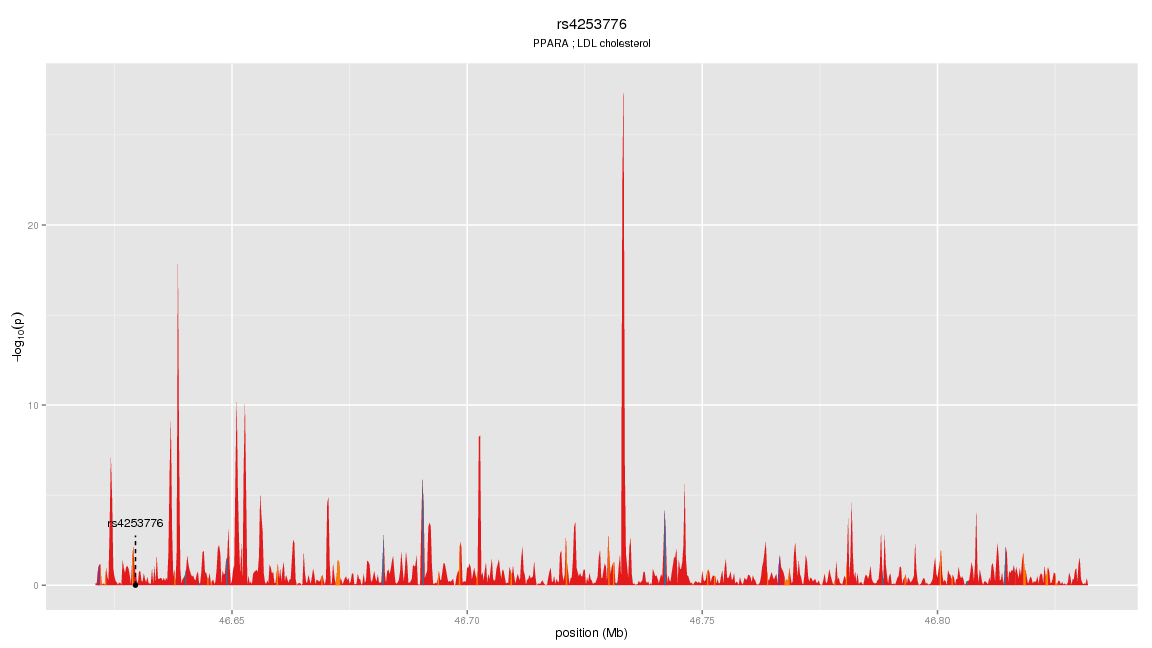 rs4253776
PPARA ; LDL cholesterol
20
10
rs4253776
0
−log10(p)
46.65
46.70
46.75
46.80
position (Mb)